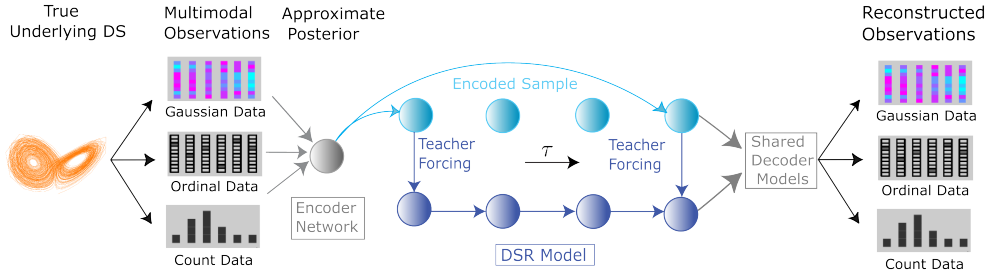 True
Underlying DS
Multimodal
Observations
Approximate
Posterior
Reconstructed
Observations
Gaussian Data
Ordinal Data
Count Data
Encoder
Network
Encoded Sample
Teacher
Forcing
τ
Teacher
Forcing
DSR Model
Shared
Decoder
Models
Gaussian Data
Ordinal Data
Count Data